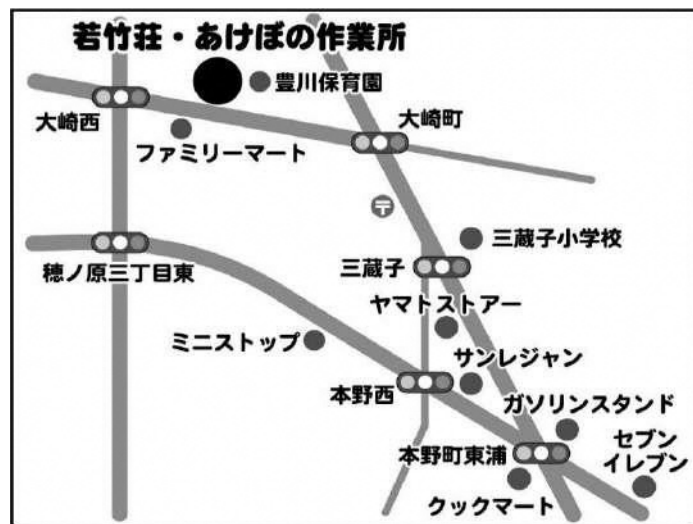 若竹荘・あけぼの作業所
豊川保育園
大崎西
大崎町
ファミリーマート
〒
三蔵子小学校
三蔵子
穂ノ原三丁目東
ヤマトストアー
ミニストップ
サンレジャン
本野西
ガソリンスタンド
セブン
イレブン
本野町東浦
クックマート